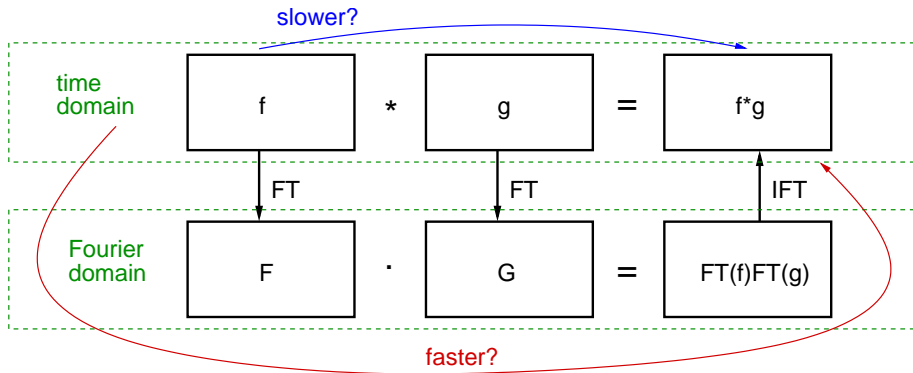 slower?
time
domain
f * g = f*g
FT FT IFT
Fourier
domain
F · G = FT(f)FT(g)
faster?